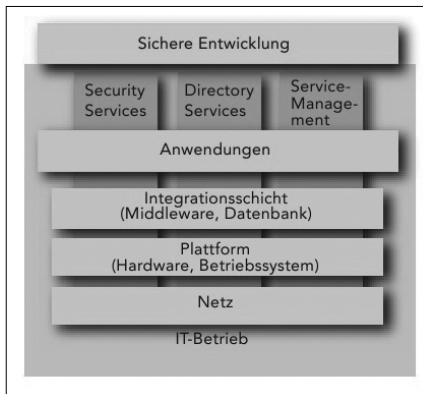 Sichere Entwicklung
Security
Services
Directory
Services
Service-
Manage-
ment
Anwendungen
Integrationsschicht
(Middleware, Datenbank)
Plattform
(Hardware, Betriebssystem)
Netz
IT-Betrieb